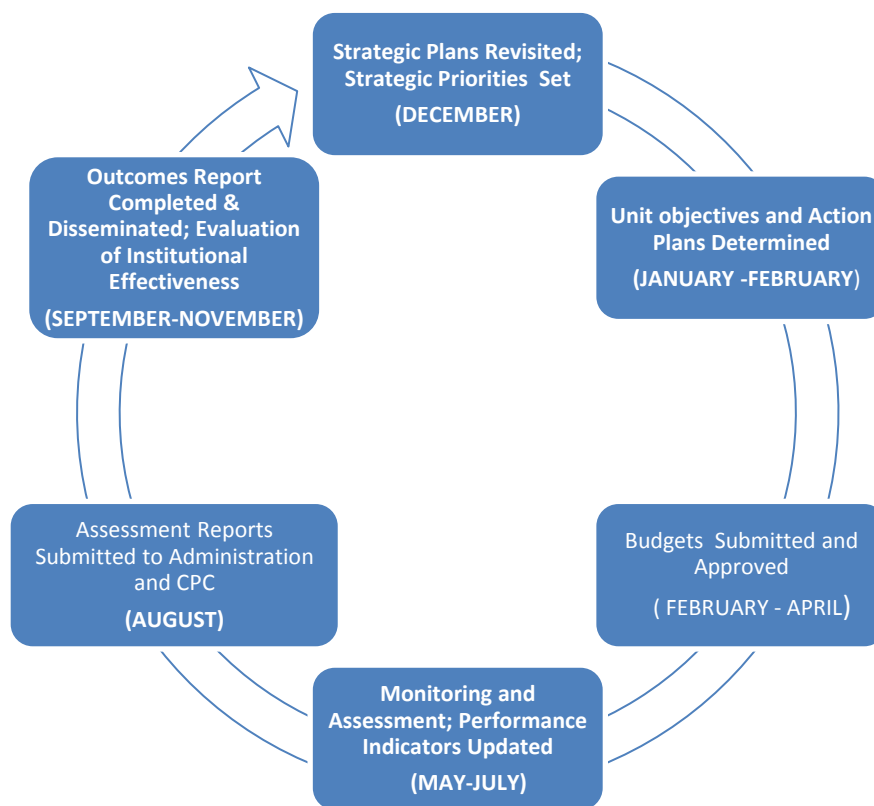 Strategic Plans Revisited;
Strategic Priorities Set
(DECEMBER)
Unit objectives and Action
Plans Determined
(JANUARY -FEBRUARY)
Budgets Submitted and
Approved
( FEBRUARY - APRIL)
Monitoring and
Assessment; Performance
Indicators Updated
(MAY-JULY)
Assessment Reports
Submitted to Administration
and CPC
(AUGUST)
Outcomes Report
Completed &
Disseminated; Evaluation
of Institutional
Effectiveness
(SEPTEMBER-NOVEMBER)